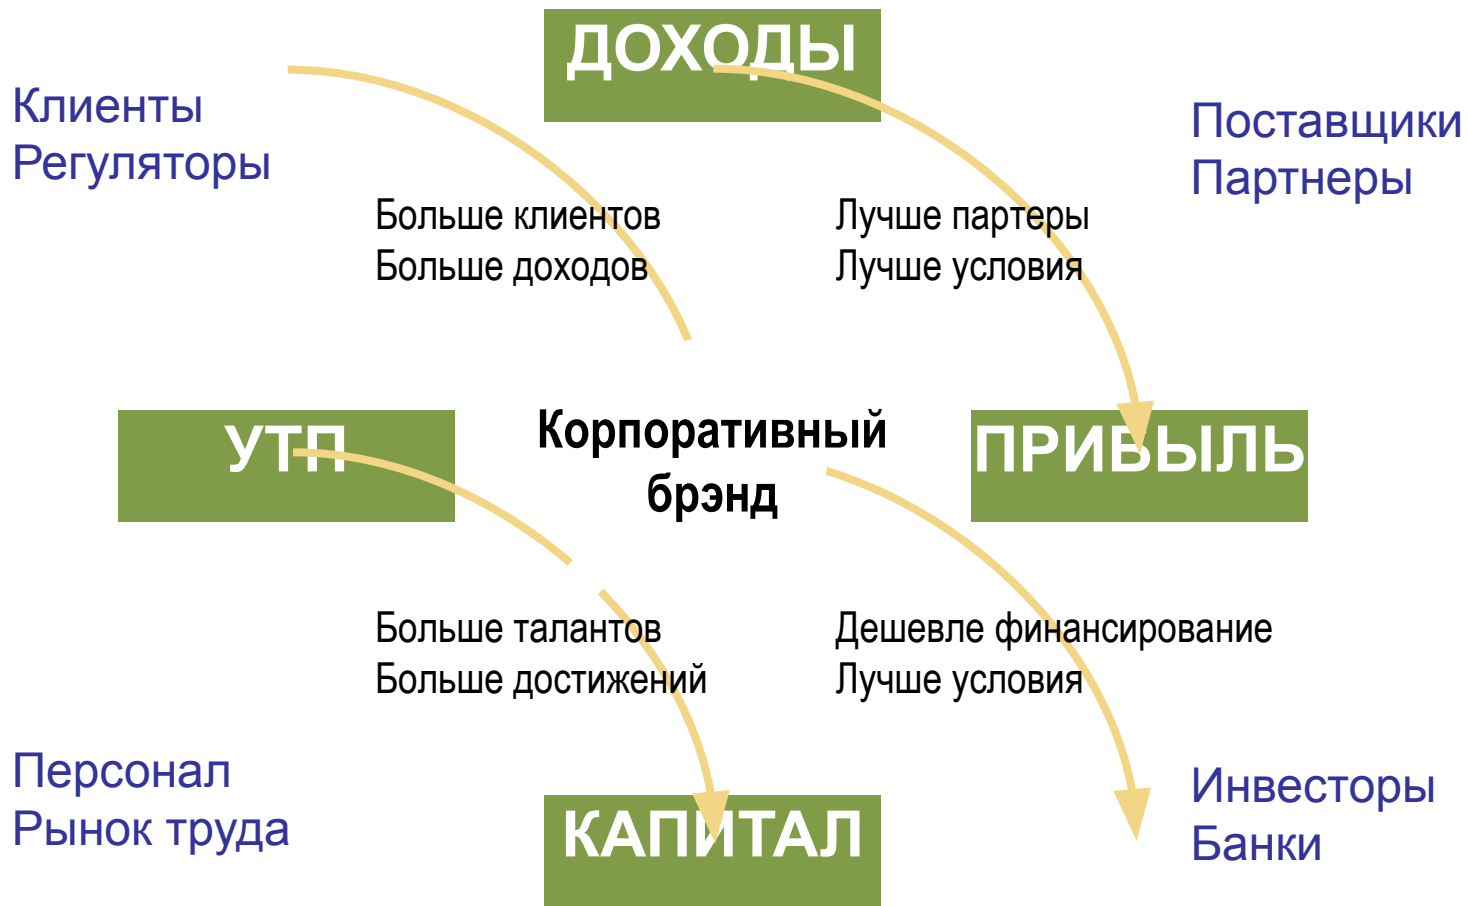 ДОХОДЫ
Клиенты
Регуляторы
Поставщики
Партнеры
Больше клиентов
Больше доходов
Лучше партеры
Лучше условия
УТП
Корпоративный
брэнд
ПРИБЫЛЬ
Больше талантов
Больше достижений
Дешевле финансирование
Лучше условия
Персонал
Рынок труда
КАПИТАЛ
Инвесторы
Банки